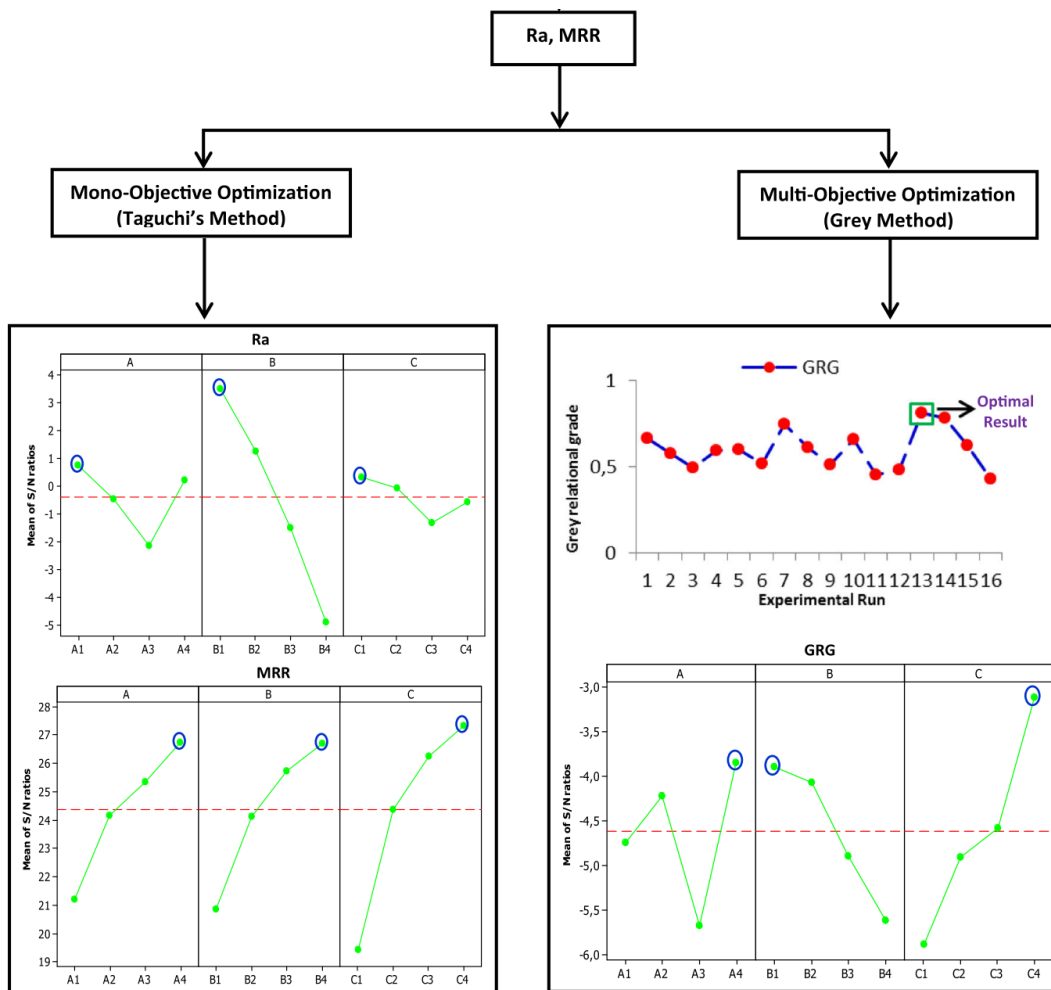 Ra, MRR
Mono-Objective Optimization
(Taguchi’s Method)
Multi-Objective Optimization
(Grey Method)
Ra
A B C
Mean of S/N ratios
4
3
2
1
0
-1
-2
-3
-4
-5
A1 A2 A3 A4 B1 B2 B3 B4 C1 C2 C3 C4
MRR
A B C
Mean of S/N ratios
28
27
26
25
24
23
22
21
20
19
A1 A2 A3 A4 B1 B2 B3 B4 C1 C2 C3 C4
GRG
Optimal
Result
Grey relational grade
1
0,5
0
1 2 3 4 5 6 7 8 9 10 11 12 13 14 15 16
Experimental Run
GRG
A B C
Mean of S/N ratios
-3,0
-3,5
-4,0
-4,5
-5,0
-5,5
-6,0
A1 A2 A3 A4 B1 B2 B3 B4 C1 C2 C3 C4